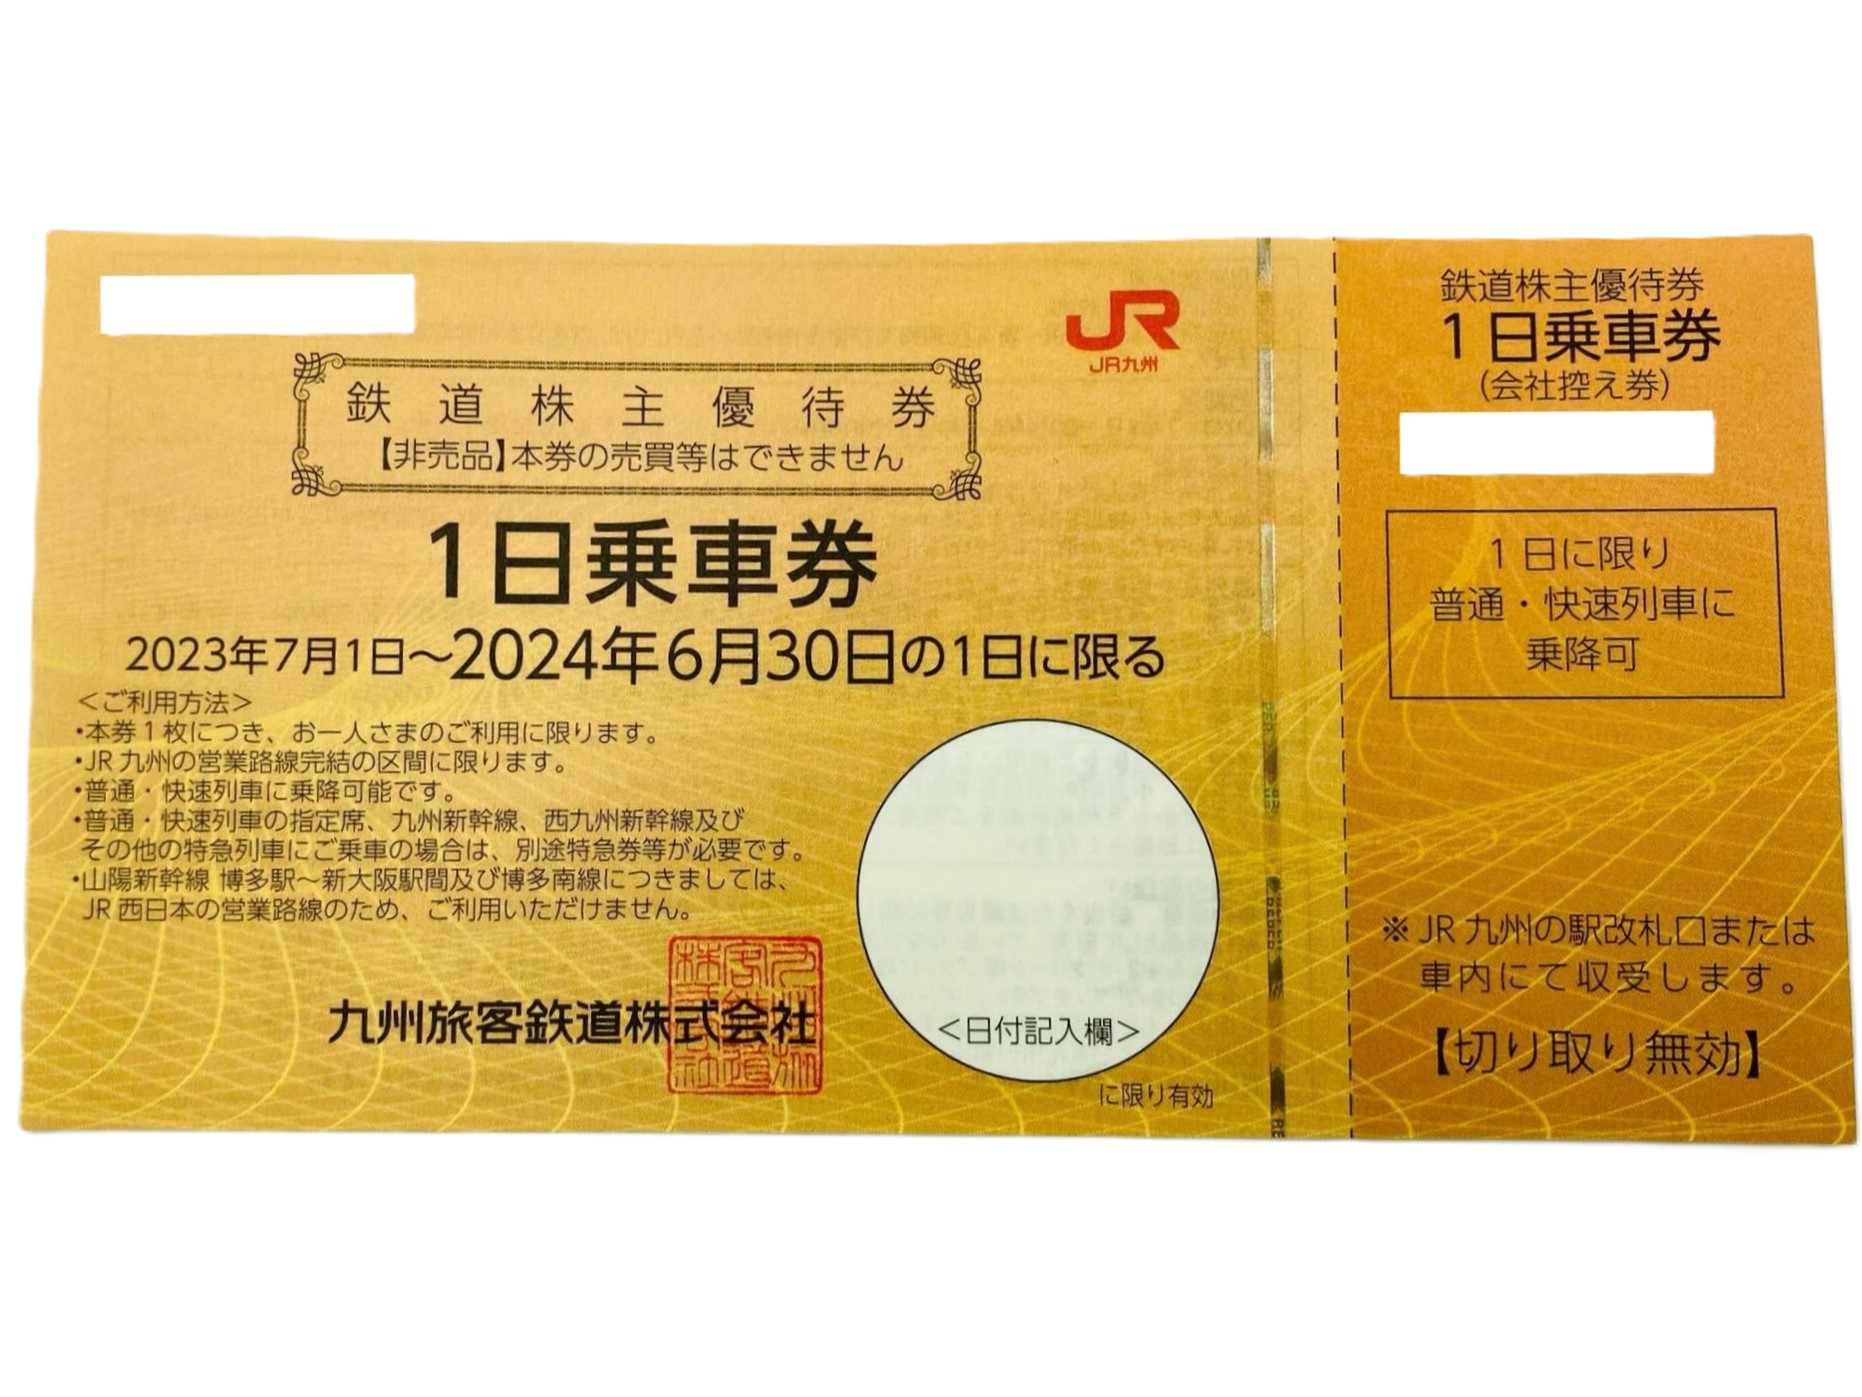 JR
JR九州
鉄道株主優待券
【非売品】本券の売買等はできません
1日乗車券
2023年7月1日～2024年6月30日の1日に限る
＜ご利用方法＞
・本券1枚につき、お一人さまのご利用に限ります。
・JR九州の営業路線完結の区間に限ります。
・普通・快速列車に乗降可能です。
・普通・快速列車の指定席、九州新幹線、西九州新幹線及び
その他の特急列車にご乗車の場合は、別途特急券等が必要です。
・山陽新幹線 博多駅～新大阪駅間及び博多南線につきましては、
JR西日本の営業路線のため、ご利用いただけません。
九州旅客鉄道株式会社
＜日付記入欄＞
に限り有効
鉄道株主優待券
1日乗車券
(会社控え券)
1日に限り
普通・快速列車に
乗降可
※JR九州の駅改札口または
車内にて収受します。
【切り取り無効】